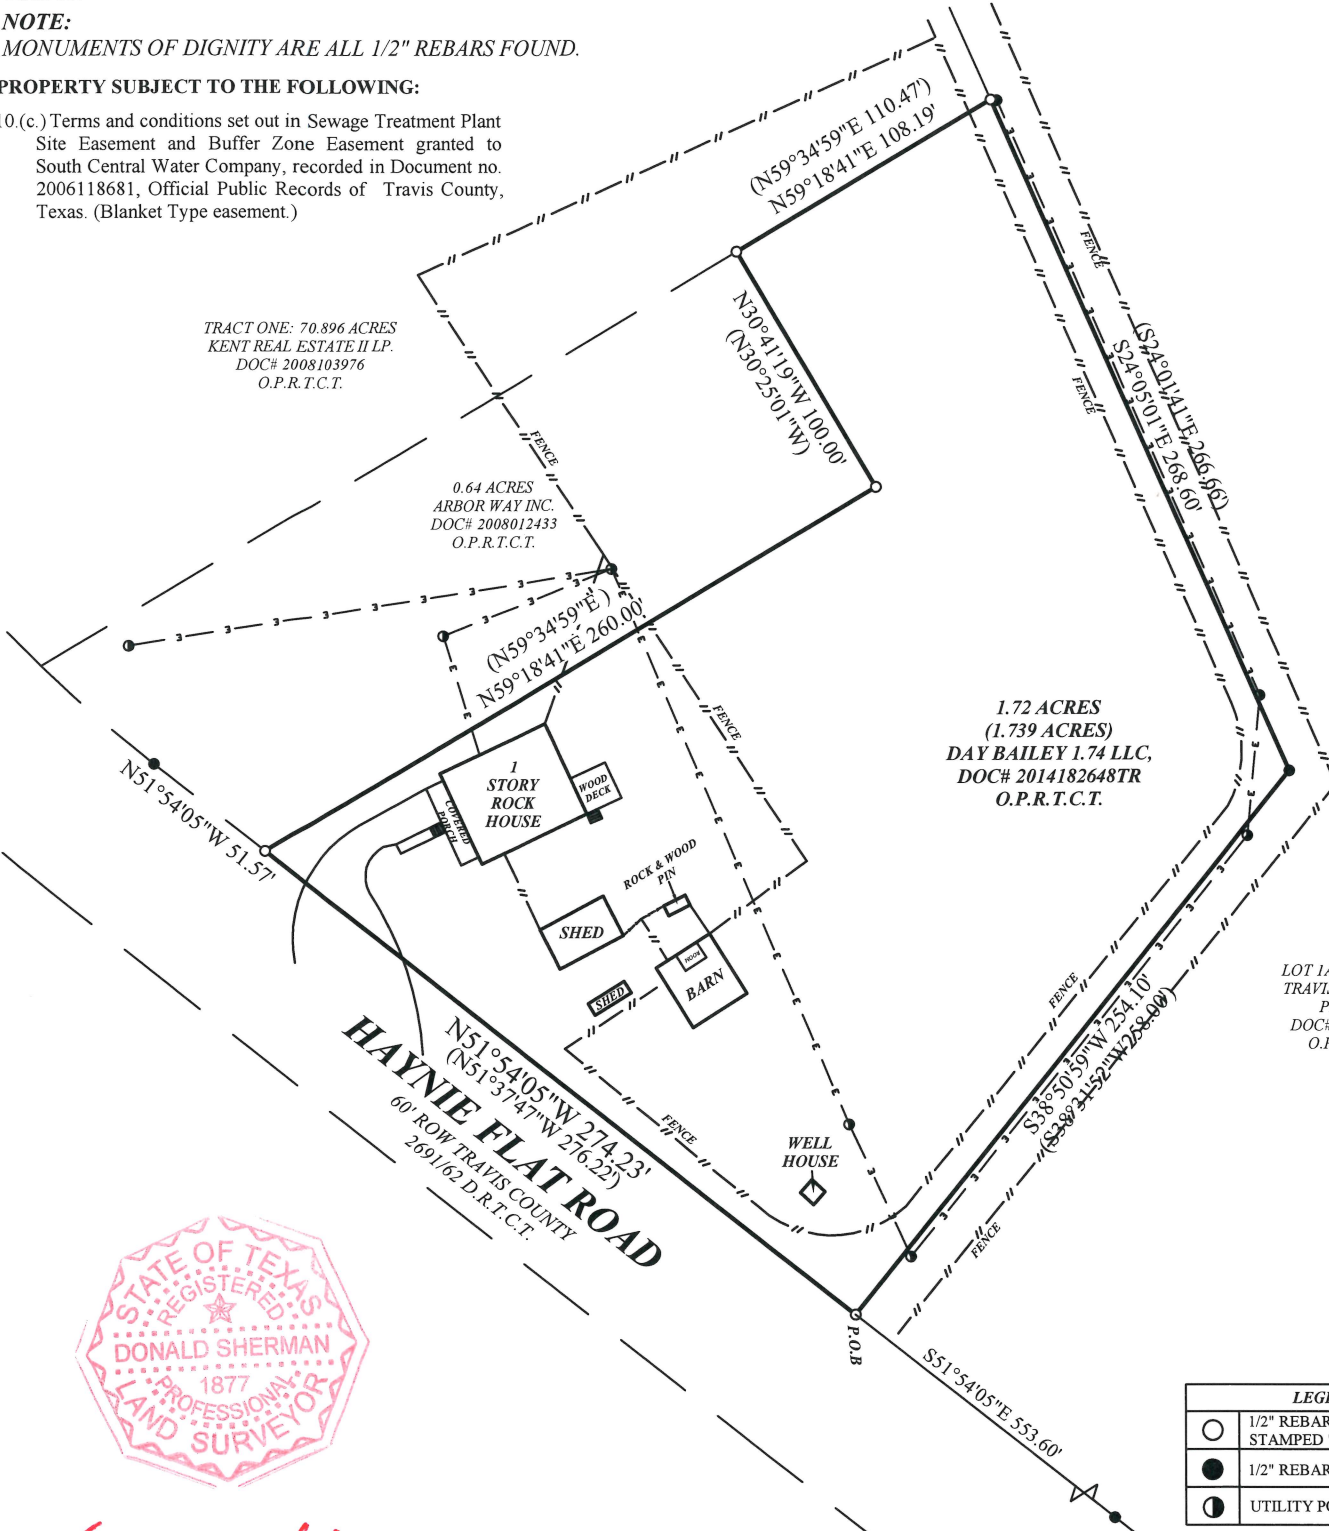 NOTE:
MONUMENTS OF DIGNITY ARE ALL 1/2" REBARS FOUND.
PROPERTY SUBJECT TO THE FOLLOWING:
10.(c.) Terms and conditions set out in Sewage Treatment Plant
Site Easement and Buffer Zone Easement granted to
South Central Water Company, recorded in Document no.
2006118681, Official Public Records of Travis County,
Texas. (Blanket Type easement.)
(N59°34'59"E 110.47')
N59°18'41"E 108.19'
FENCE
TRACT ONE: 70.896 ACRES
KENT REAL ESTATE II LP.
DOC# 2008103976
O.P.R.T.C.T.
N30°41'19"W 100.00'
(N30°25'01"W)
(S24°01'41"E 266.66')
S24°05'01"E 268.60'
FENCE
FENCE
0.64 ACRES
ARBOR WAY INC.
DOC# 2008012433
O.P.R.T.C.T.
(N59°34'59"E)
N59°18'41"E 260.00'
FENCE
1.72 ACRES
(1.739 ACRES)
DAY BAILEY 1.74 LLC,
DOC# 2014182648TR
O.P.R.T.C.T.
N51°54'05"W 51.57'
1
STORY
ROCK
HOUSE
WOOD
DECK
COVERED
PORCH
ROCK & WOOD
PIN
SHED
ROOM
BARN
SHED
FENCE
LOT 1A
TRAVIS
P
DOC#
O.P
N51°54'05"W 274.23'
(N51°37'47"W 276.22')
HAYNIE FLAT ROAD
60' ROW TRAVIS COUNTY
2691/62 D.R.T.C.T.
S38°50'59"W 254.10'
(S38°31'52"W 258.00')
FENCE
WELL
HOUSE
FENCE
P.O.B
S51°54'05"E 553.60'
STATE OF TEXAS
REGISTERED
DONALD SHERMAN
1877
PROFESSIONAL
LAND SURVEYOR
LEGE
1/2" REBAR
STAMPED
1/2" REBAR
UTILITY PO